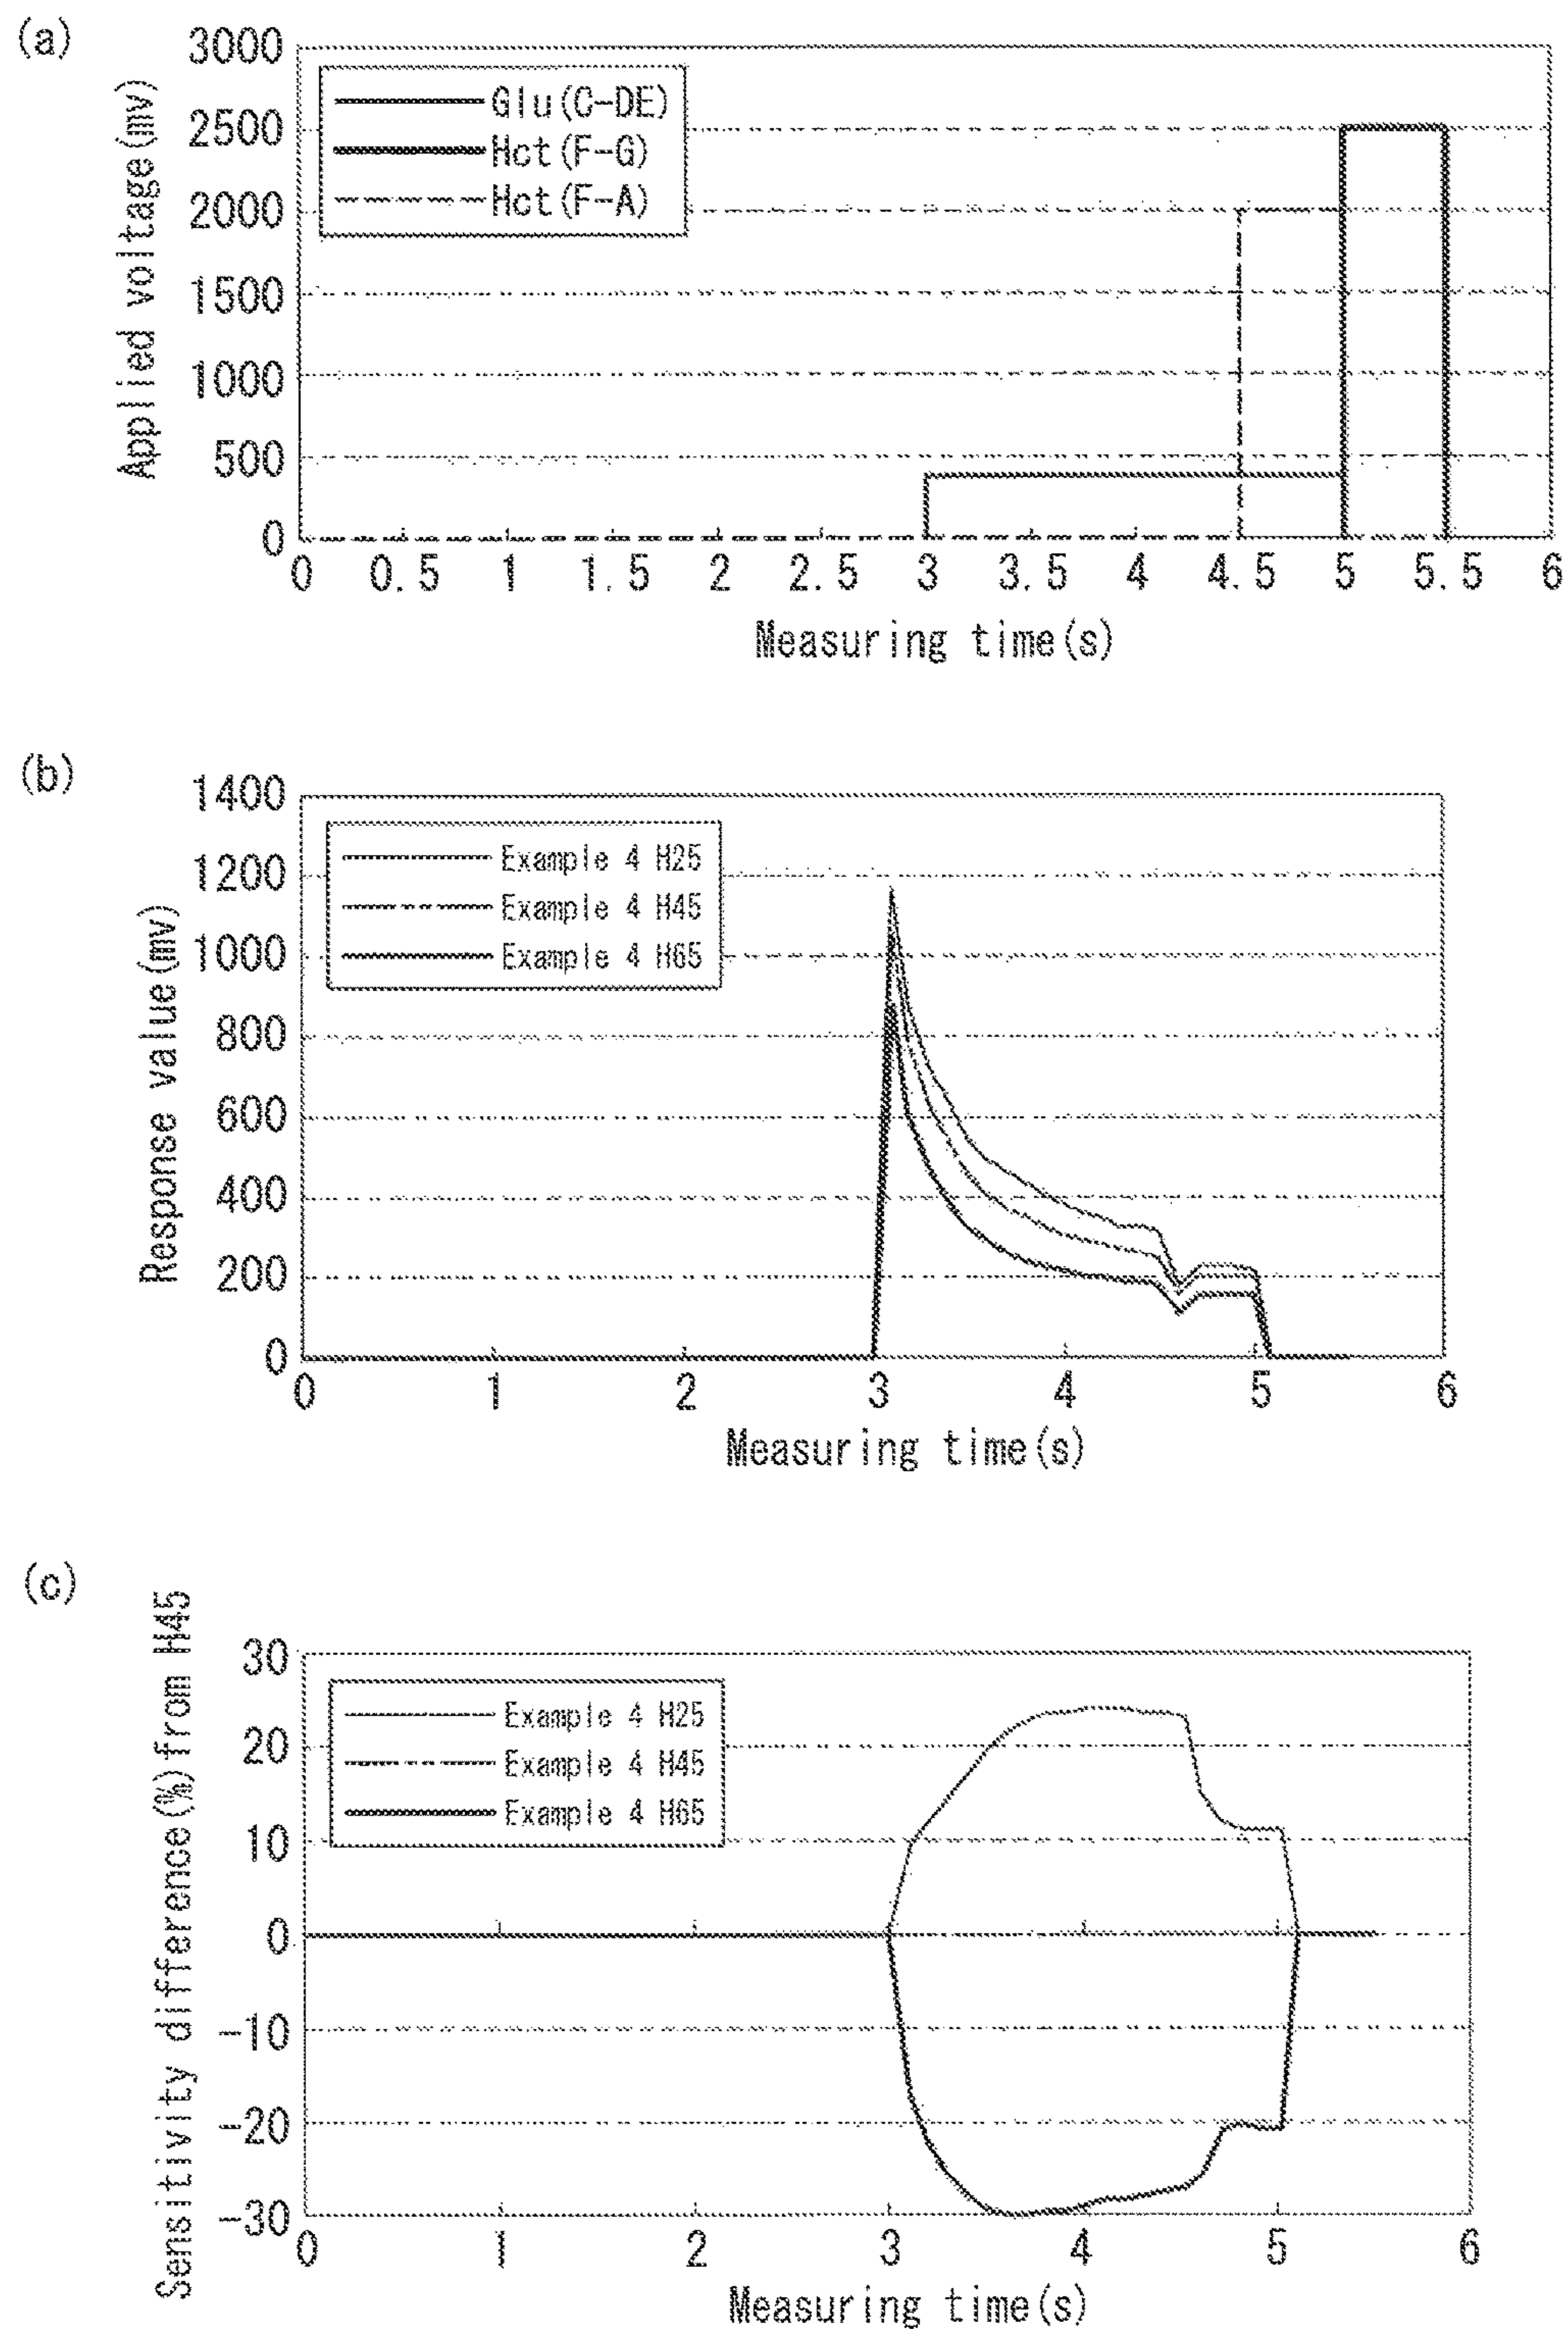 (a)
Applied voltage(mv)
3000
2500
2000
1500
1000
500
0
Glu(C-DE)
Hct(F-G)
Hct(F-A)
0 0.5 1 1.5 2 2.5 3 3.5 4 4.5 5 5.5 6
Measuring time(s)
(b)
Response value(mv)
1400
1200
1000
800
600
400
200
0
Example 4 H25
Example 4 H45
Example 4 H65
0 1 2 3 4 5 6
Measuring time(s)
(c)
Sensitivity difference(%)from H45
30
20
10
0
-10
-20
-30
Example 4 H25
Example 4 H45
Example 4 H65
0 1 2 3 4 5 6
Measuring time(s)